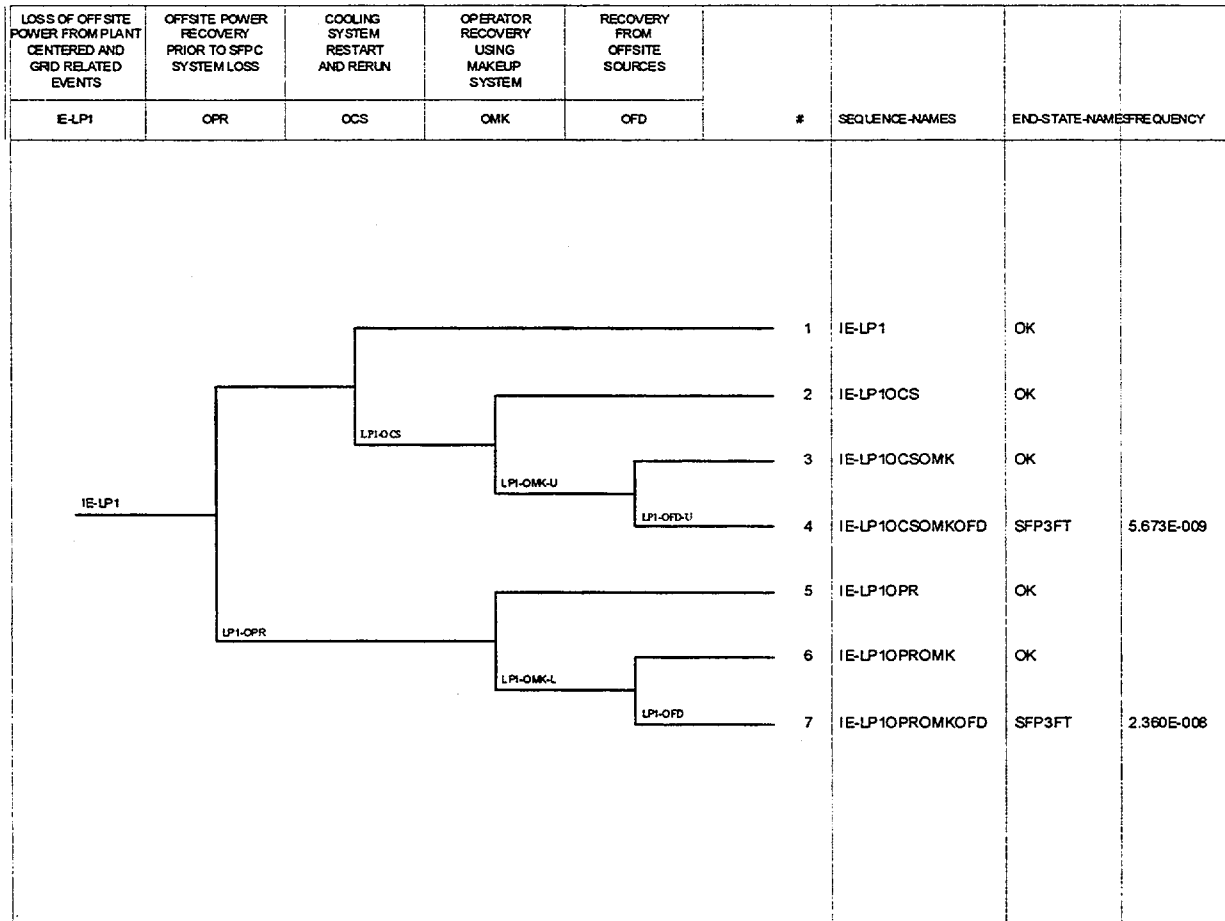 LOSS OF OFFSITE
POWER FROM PLANT
CENTERED AND
GRID RELATED
EVENTS
OFFSITE POWER
RECOVERY
PRIOR TO SFPC
SYSTEM LOSS
COOLING
SYSTEM
RESTART
AND RERUN
OPERATOR
RECOVERY
USING
MAKEUP
SYSTEM
RECOVERY
FROM
OFFSITE
SOURCES
IE-LP1 OPR OCS OMK OFD # SEQUENCE-NAMES END-STATE-NAMES FREQUENCY
1 IE-LP1 OK
2 IE-LP1OCS OK
LP1-OCS
3 IE-LP1OCSOMK OK
LP1-OMK-U
IE-LP1
LP1-OFD-U
4 IE-LP1OCSOMKOFD SFP3FT 5.673E-009
5 IE-LP1OPR OK
LP1-OPR
6 IE-LP1OPROMK OK
LP1-OMK-L
LP1-OFD
7 IE-LP1OPROMKOFD SFP3FT 2.360E-008